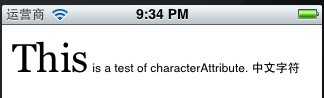 运营商 9:34 PM
This is a test of characterAttribute. 中文字符